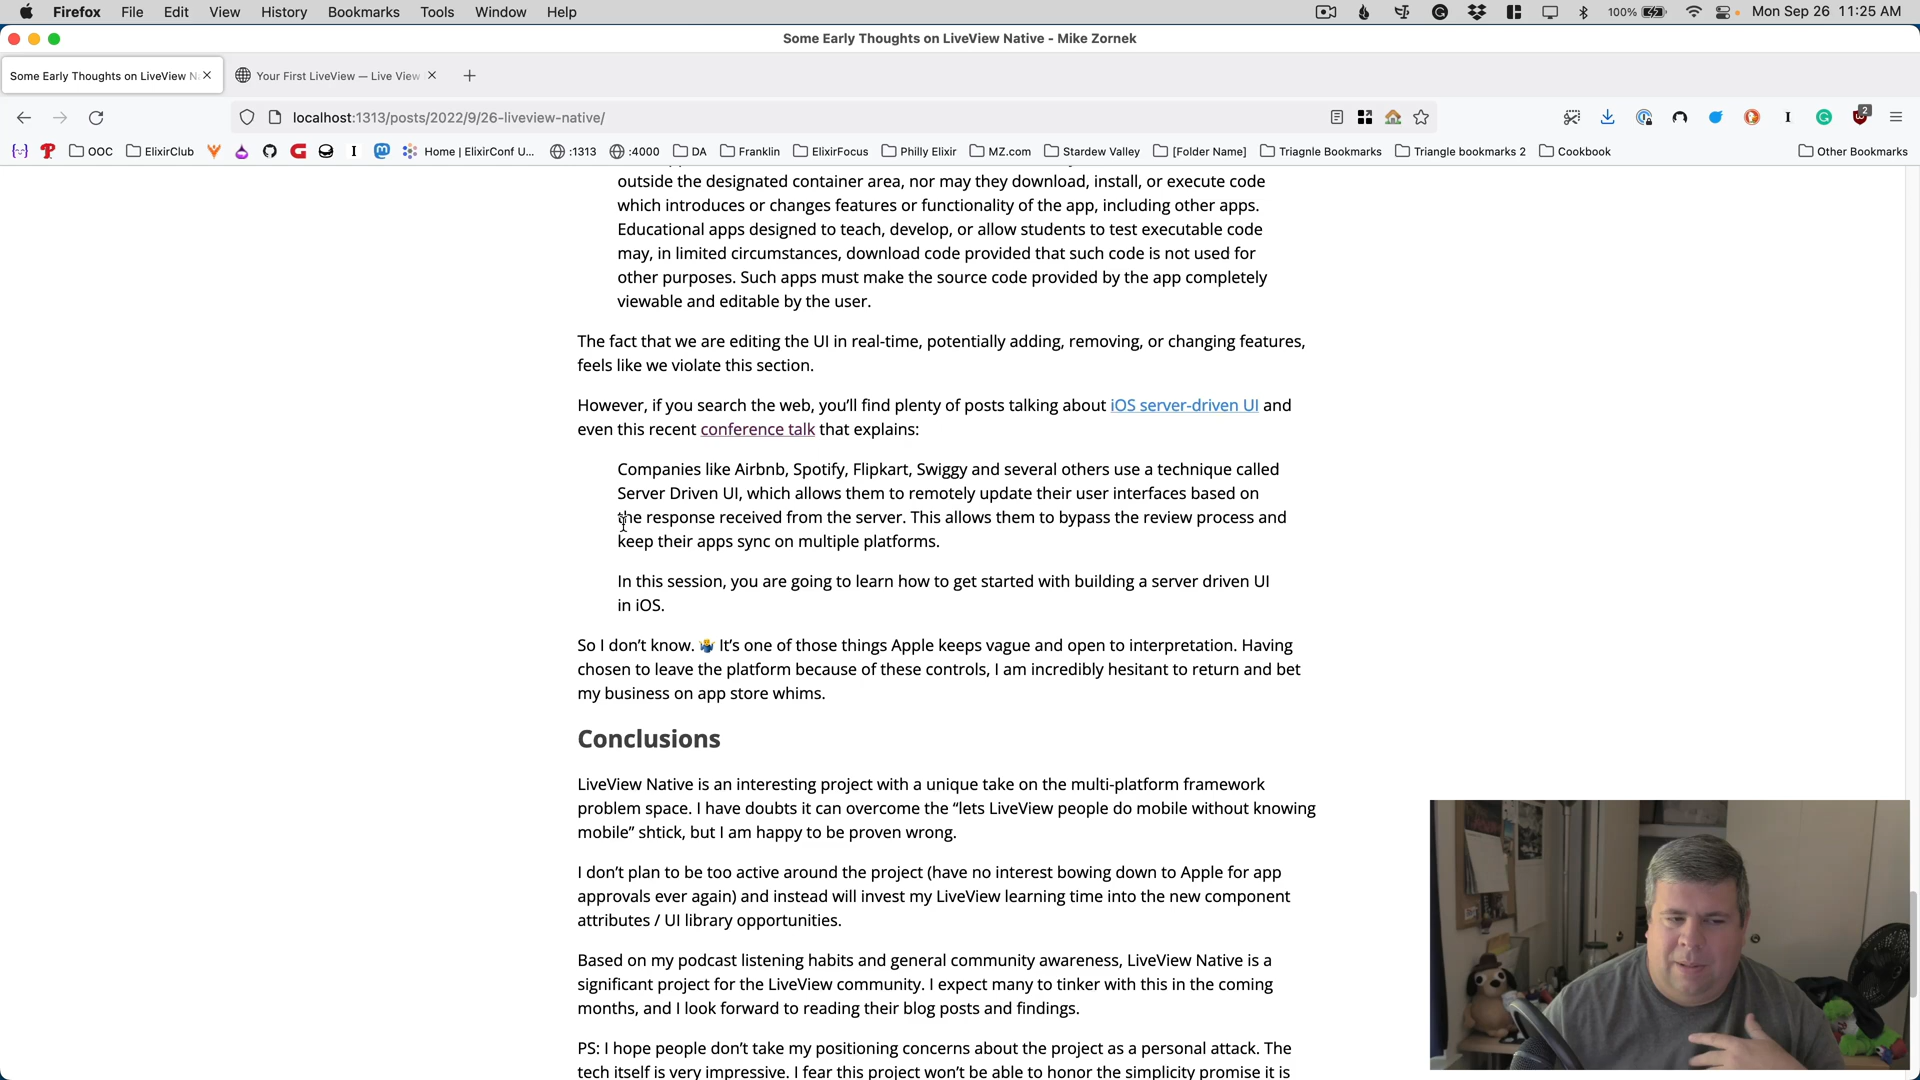 Firefox File Edit View History Bookmarks Tools Window Help 100% Mon Sep 26 11:25 AM
Some Early Thoughts on LiveView Native - Mike Zornek
Some Early Thoughts on LiveView N
Your First LiveView — Live View
localhost:1313/posts/2022/9/26-liveview-native/
2
OOC ElixirClub Home | ElixirConf U... :1313 :4000 DA Franklin ElixirFocus Philly Elixir MZ.com Stardew Valley [Folder Name] Triagnle Bookmarks Triangle bookmarks 2 Cookbook Other Bookmarks
outside the designated container area, nor may they download, install, or execute code
which introduces or changes features or functionality of the app, including other apps.
Educational apps designed to teach, develop, or allow students to test executable code
may, in limited circumstances, download code provided that such code is not used for
other purposes. Such apps must make the source code provided by the app completely
viewable and editable by the user.
The fact that we are editing the UI in real-time, potentially adding, removing, or changing features,
feels like we violate this section.
However, if you search the web, you’ll find plenty of posts talking about iOS server-driven UI and
even this recent conference talk that explains:
Companies like Airbnb, Spotify, Flipkart, Swiggy and several others use a technique called
Server Driven UI, which allows them to remotely update their user interfaces based on
the response received from the server. This allows them to bypass the review process and
keep their apps sync on multiple platforms.
In this session, you are going to learn how to get started with building a server driven UI
in iOS.
So I don’t know. 🤷 It’s one of those things Apple keeps vague and open to interpretation. Having
chosen to leave the platform because of these controls, I am incredibly hesitant to return and bet
my business on app store whims.
Conclusions
LiveView Native is an interesting project with a unique take on the multi-platform framework
problem space. I have doubts it can overcome the “lets LiveView people do mobile without knowing
mobile” shtick, but I am happy to be proven wrong.
I don’t plan to be too active around the project (have no interest bowing down to Apple for app
approvals ever again) and instead will invest my LiveView learning time into the new component
attributes / UI library opportunities.
Based on my podcast listening habits and general community awareness, LiveView Native is a
significant project for the LiveView community. I expect many to tinker with this in the coming
months, and I look forward to reading their blog posts and findings.
PS: I hope people don’t take my positioning concerns about the project as a personal attack. The
tech itself is very impressive. I fear this project won’t be able to honor the simplicity promise it is